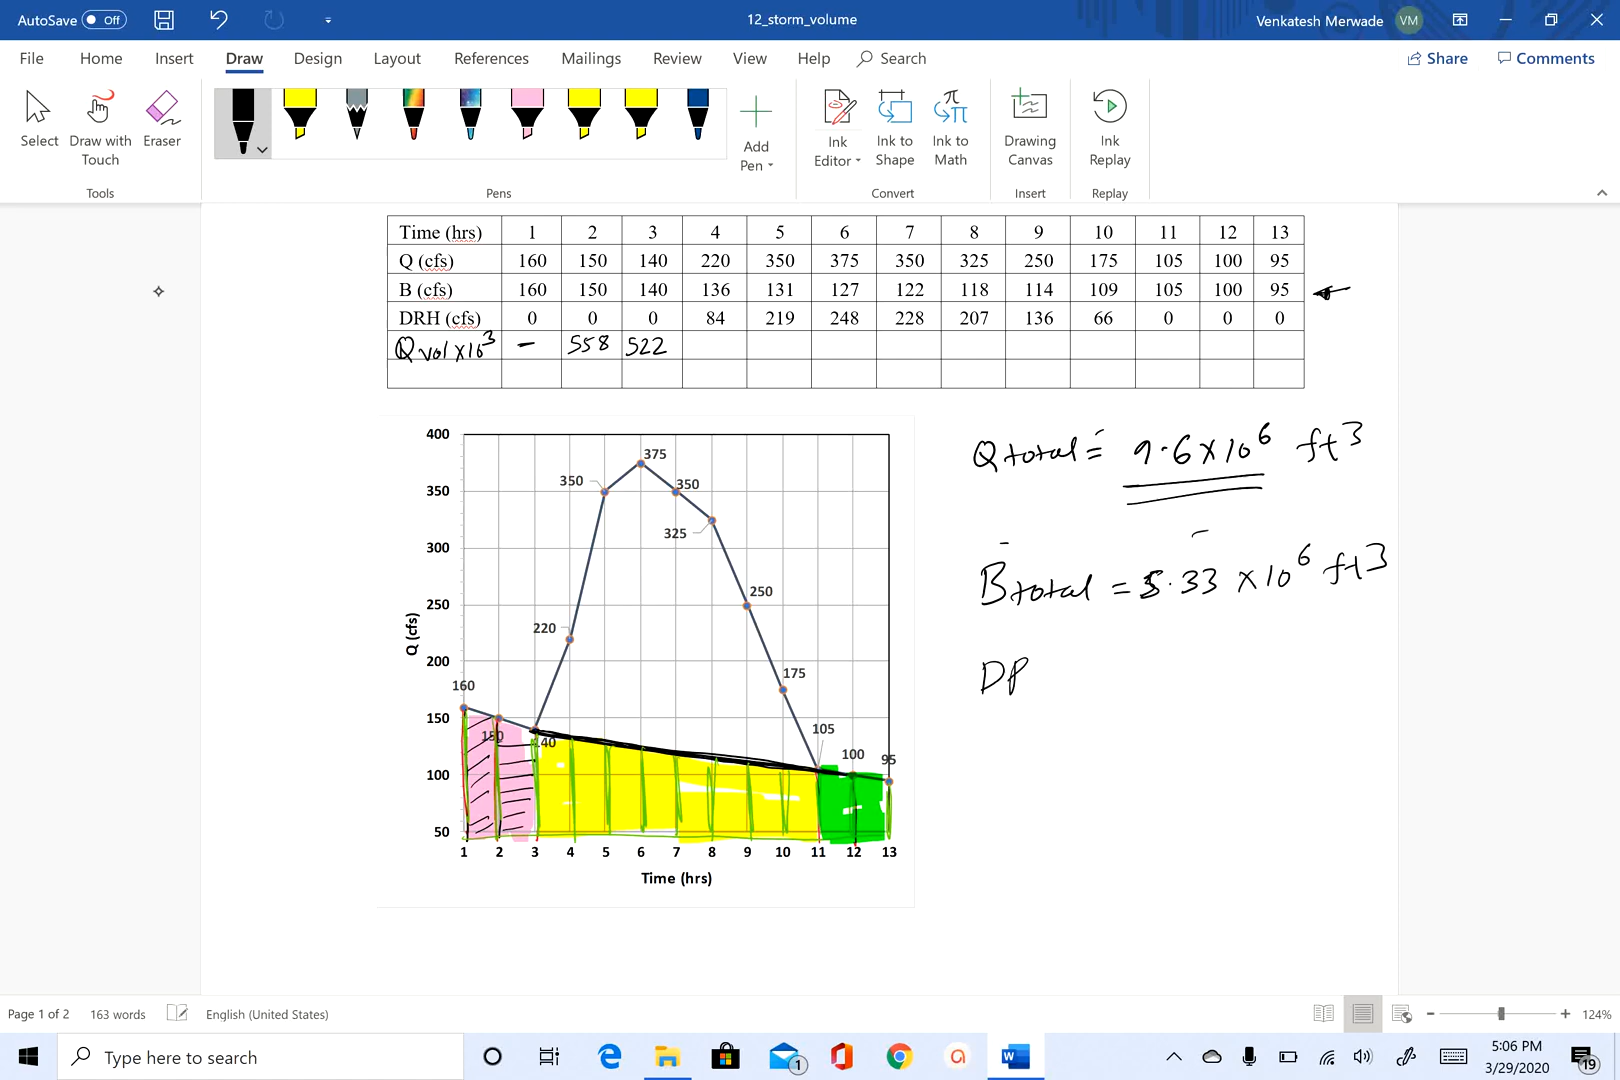 AutoSave Off 12_storm_volume Venkatesh Merwade VM
File Home Insert Draw Design Layout References Mailings Review View Help Search Share Comments
Select Draw with Touch Eraser Add Pen Ink Editor Ink to Shape Ink to Math Drawing Canvas Ink Replay
Tools Pens Convert Insert Replay
Time (hrs) 1 2 3 4 5 6 7 8 9 10 11 12 13
Q (cfs) 160 150 140 220 350 375 350 325 250 175 105 100 95
B (cfs) 160 150 140 136 131 127 122 118 114 109 105 100 95
DRH (cfs) 0 0 0 84 219 248 228 207 136 66 0 0 0
Q vol x10^3 - 558 522
Q total = 9.6 x 10^6 ft^3
B total = 5.33 x 10^6 ft^3
DP
400
350
300
250
200
150
100
50
Q (cfs)
160
150
140
220
350
375
350
325
250
175
105
100
95
1 2 3 4 5 6 7 8 9 10 11 12 13
Time (hrs)
Page 1 of 2 163 words English (United States) 124%
Type here to search 1 5:06 PM
3/29/2020 19